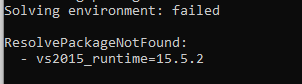 Solving environment: failed
ResolvePackageNotFound:
  - vs2015_runtime=15.5.2